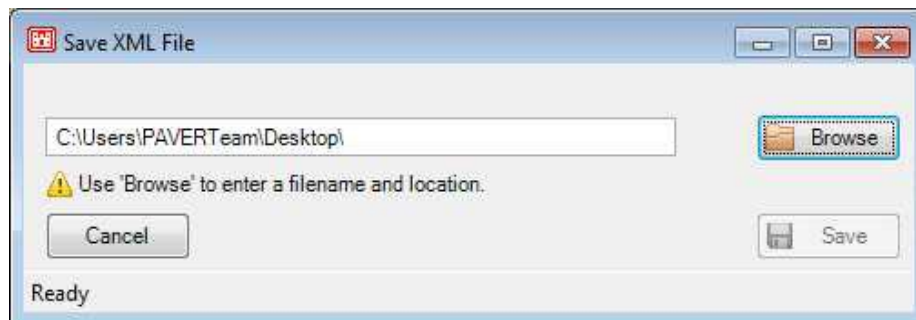 Save XML File
C:\Users\PAVERTeam\Desktop\
Browse
Use 'Browse' to enter a filename and location.
Cancel
Save
Ready